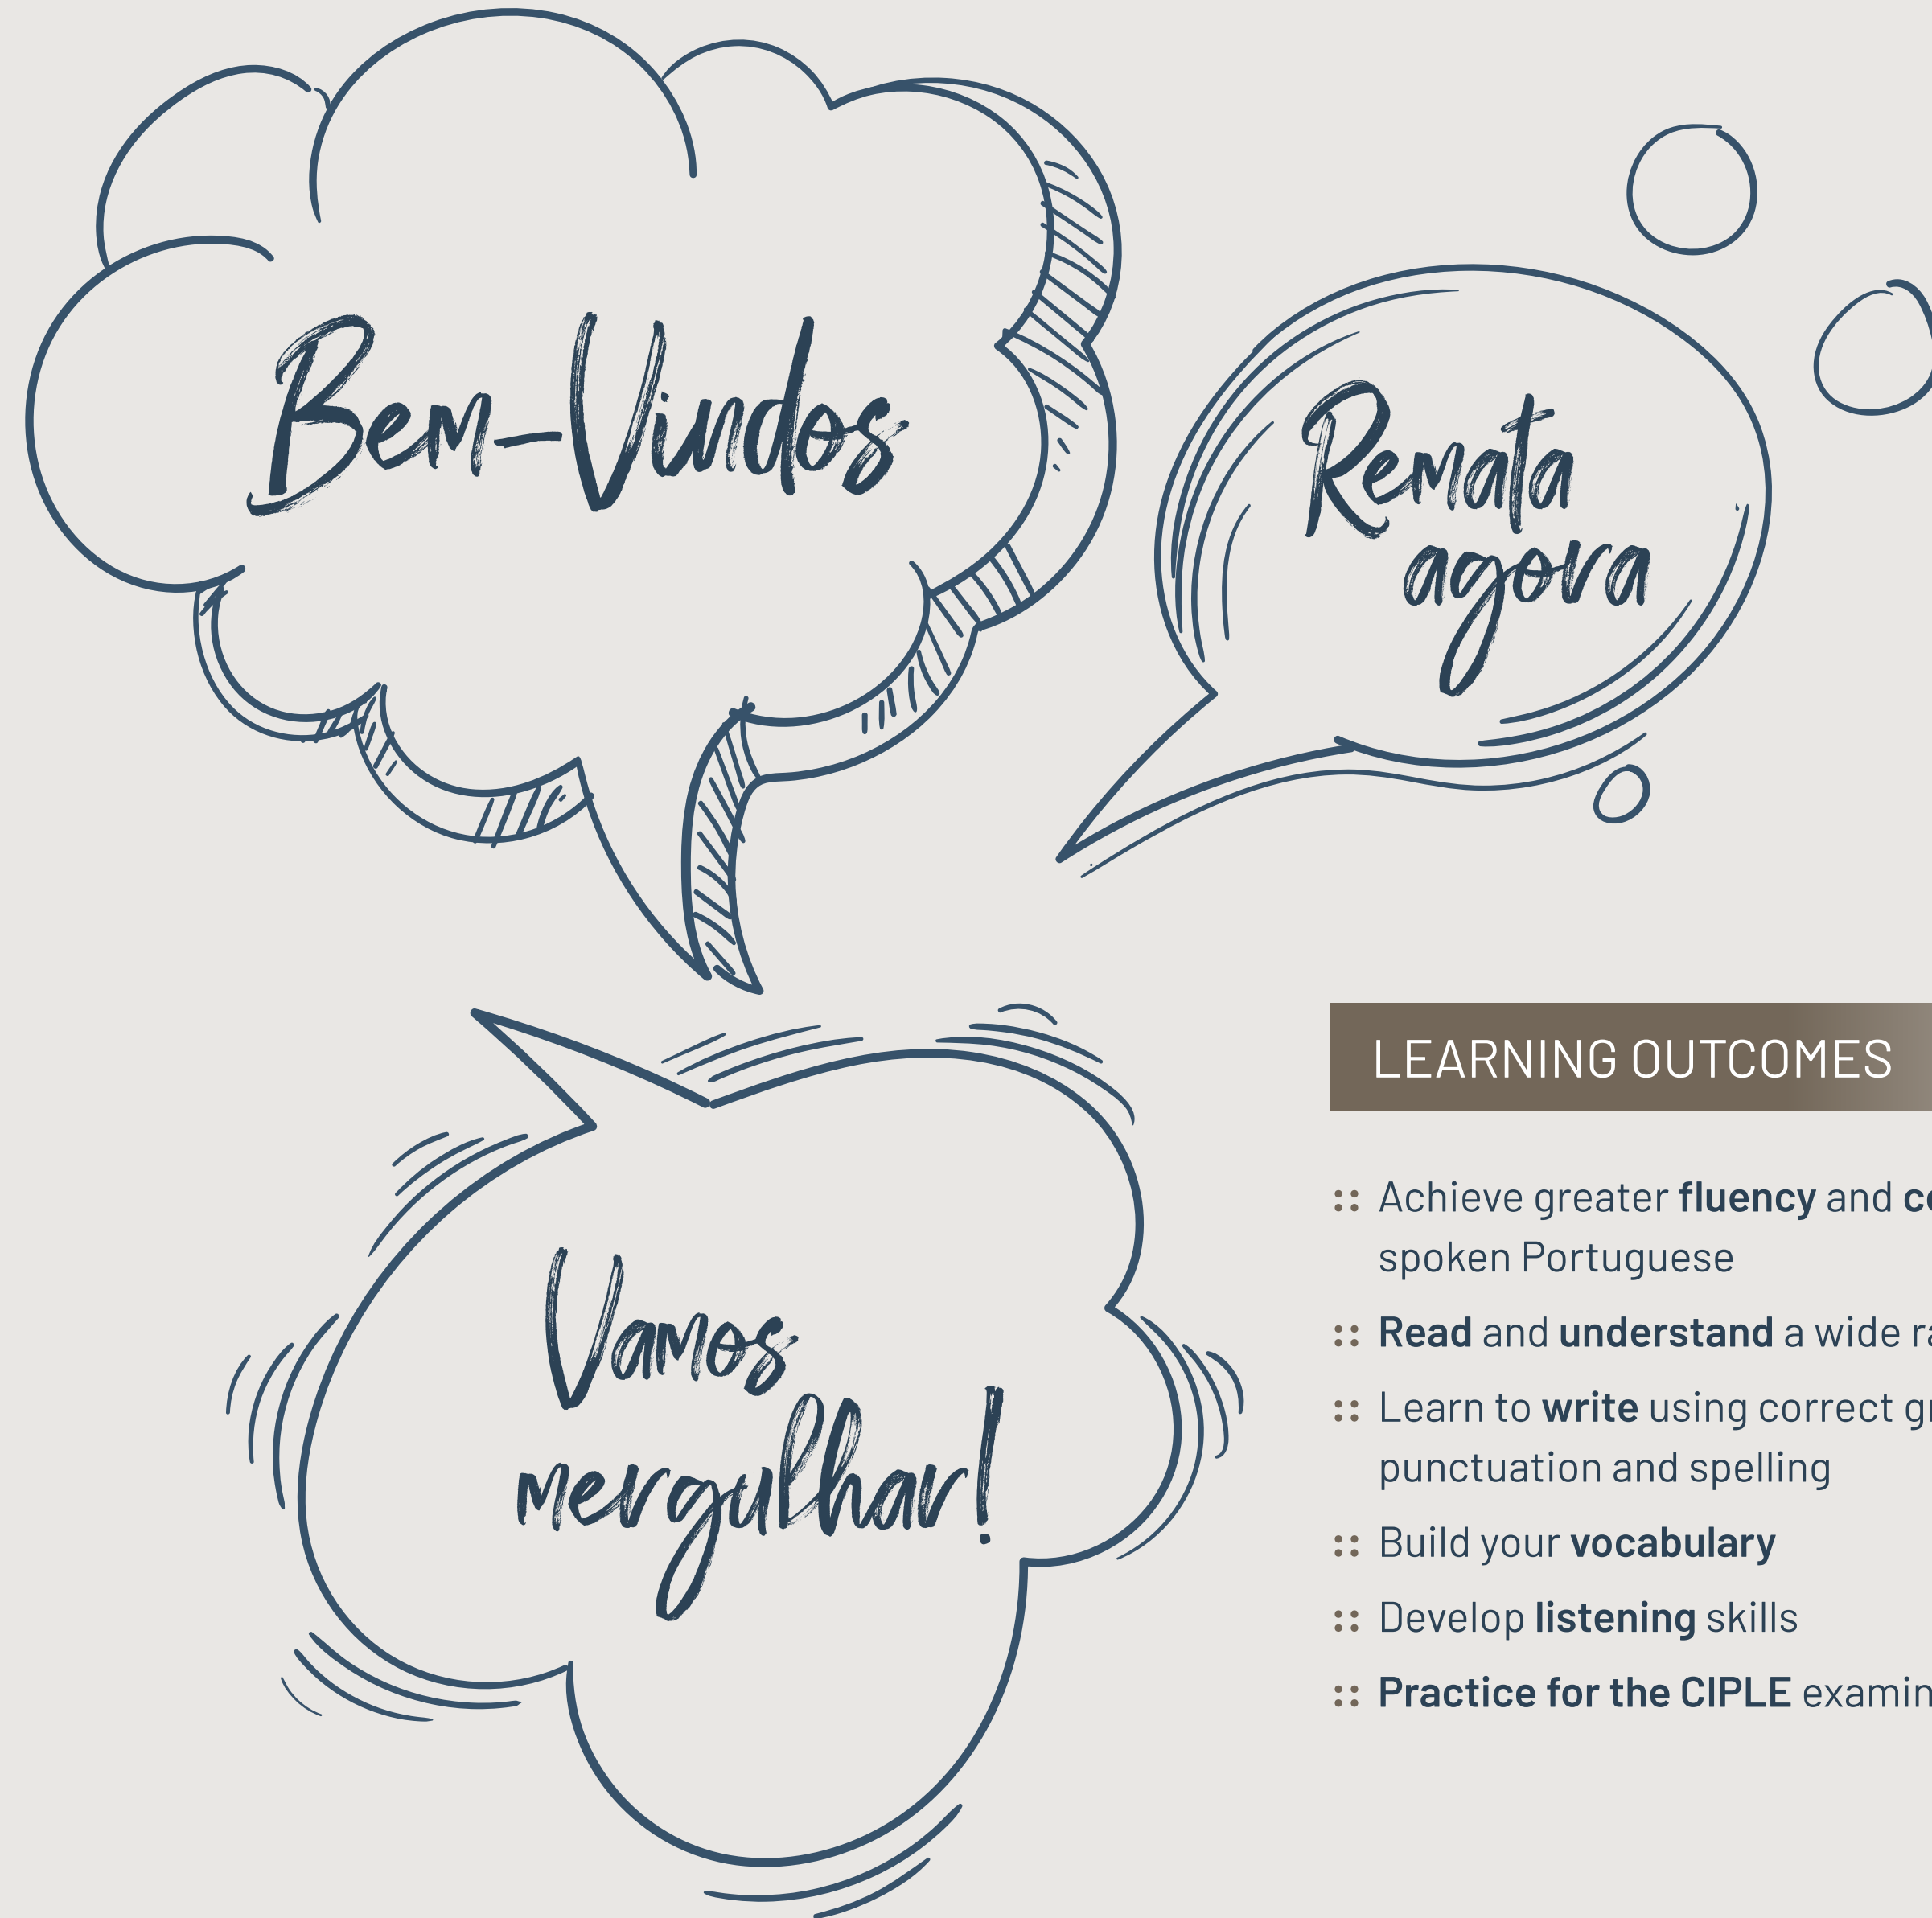 Ben-Vindos
Remata
agora
Vamos
mergulhar!
LEARNING OUTCOMES
:: Achieve greater fluency and
spoken Portuguese
:: Read and understand a wide
:: Learn to write using correct
punctuation and spelling
:: Build your vocabulary
:: Develop listening skills
:: Practice for the CIPLE